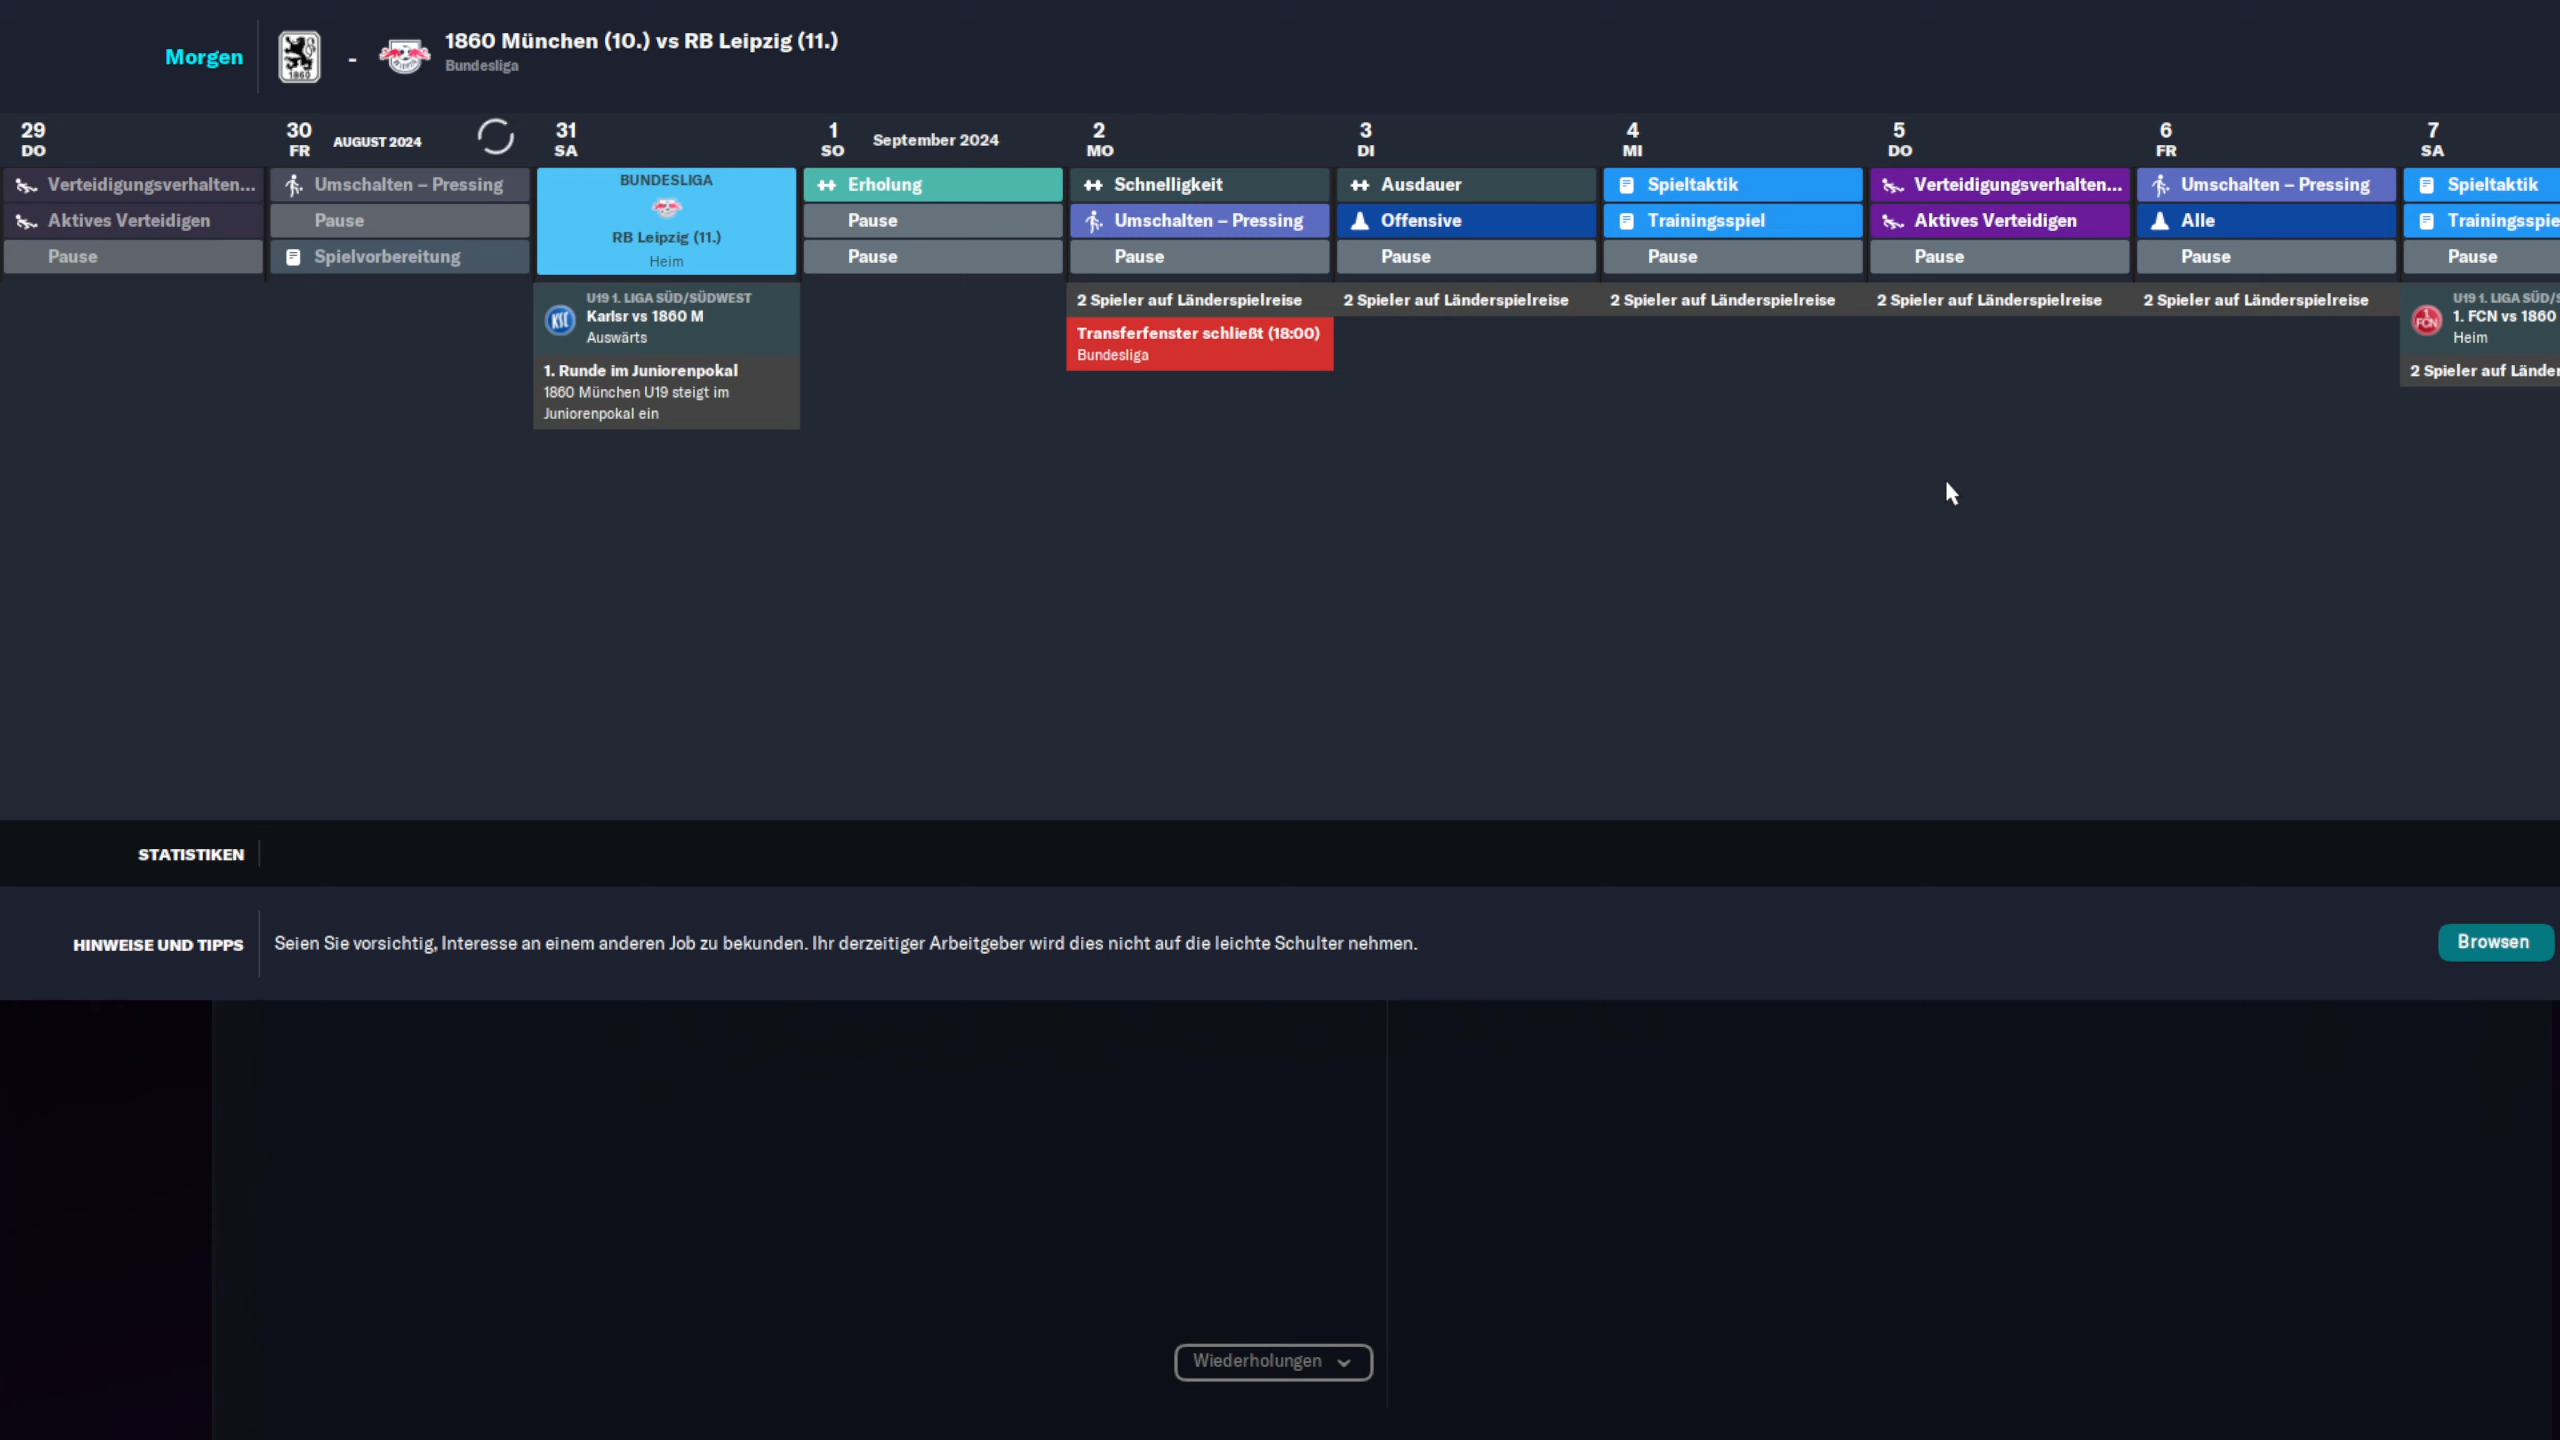 Morgen
1860
-
1860 München (10.) vs RB Leipzig (11.)
Bundesliga
29
DO
30
FR
AUGUST 2024
31
SA
1
SO
September 2024
2
MO
3
DI
4
MI
5
DO
6
FR
7
SA
Verteidigungsverhalten...
Aktives Verteidigen
Pause
Umschalten – Pressing
Pause
Spielvorbereitung
BUNDESLIGA
RB Leipzig (11.)
Heim
Erholung
Pause
Pause
Schnelligkeit
Umschalten – Pressing
Pause
Ausdauer
Offensive
Pause
Spieltaktik
Trainingsspiel
Pause
Verteidigungsverhalten...
Aktives Verteidigen
Pause
Umschalten – Pressing
Alle
Pause
Spieltaktik
Trainingsspie
Pause
KSC
U19 1. LIGA SÜD/SÜDWEST
Karlsr vs 1860 M
Auswärts
1. Runde im Juniorenpokal
1860 München U19 steigt im
Juniorenpokal ein
2 Spieler auf Länderspielreise
Transferfenster schließt (18:00)
Bundesliga
2 Spieler auf Länderspielreise
2 Spieler auf Länderspielreise
2 Spieler auf Länderspielreise
2 Spieler auf Länderspielreise
FCN
U19 1. LIGA SÜD/S
1. FCN vs 1860
Heim
2 Spieler auf Länder
STATISTIKEN
HINWEISE UND TIPPS
Seien Sie vorsichtig, Interesse an einem anderen Job zu bekunden. Ihr derzeitiger Arbeitgeber wird dies nicht auf die leichte Schulter nehmen.
Browsen
Wiederholungen